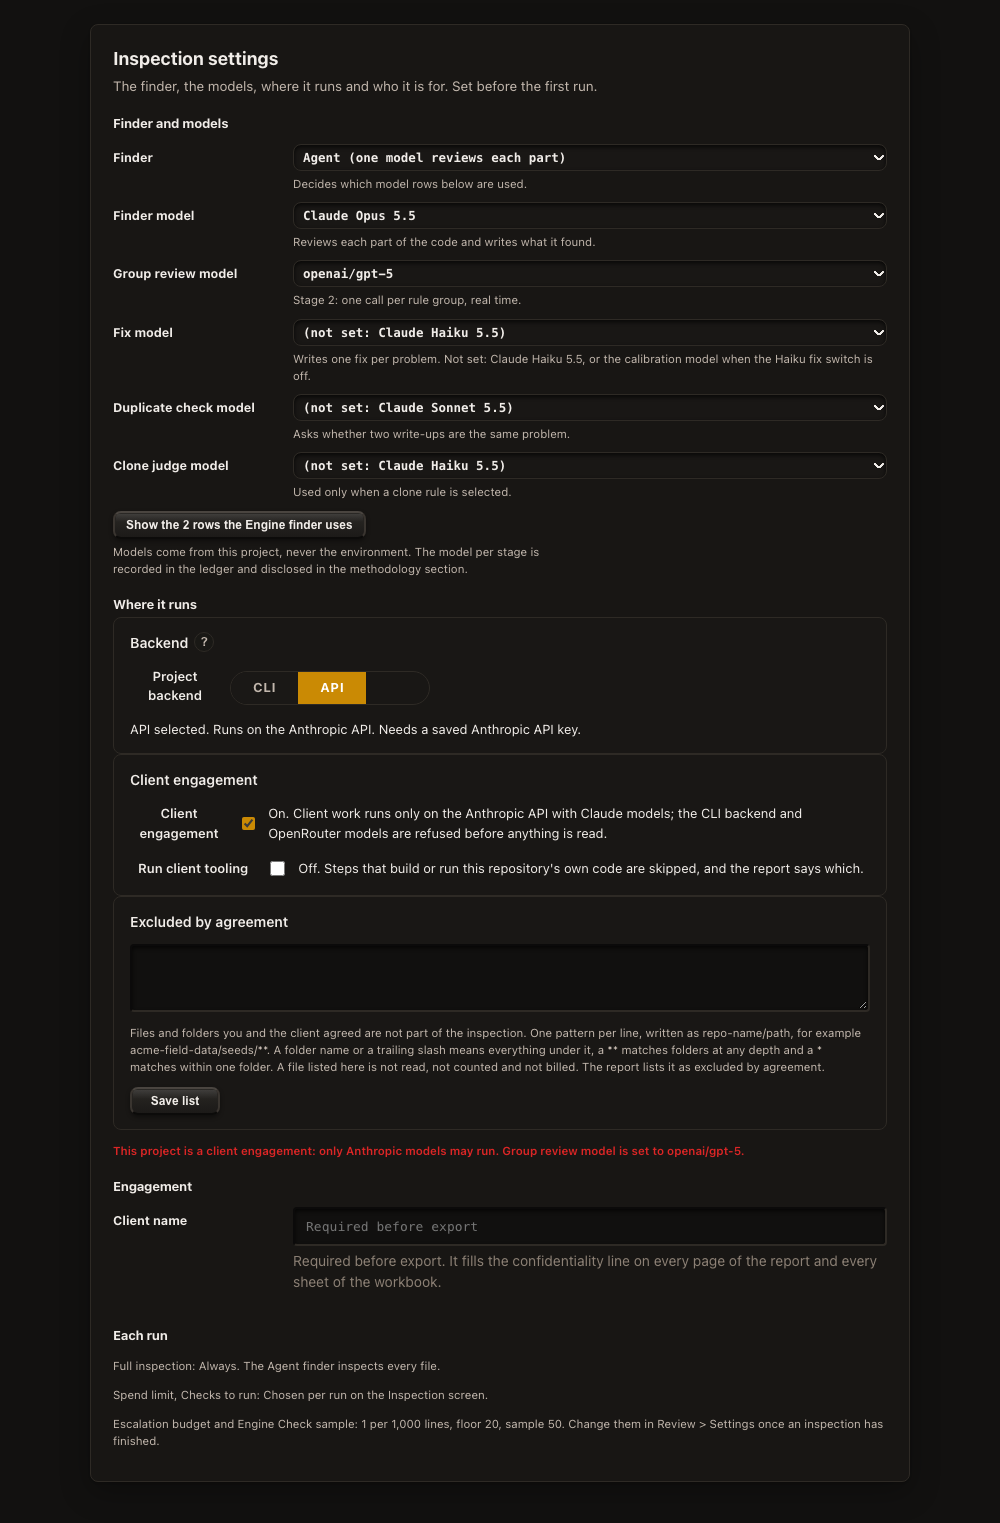 Inspection settings
The finder, the models, where it runs and who it is for. Set before the first run.
Finder and models
Finder
Agent (one model reviews each part)
Decides which model rows below are used.
Finder model
Claude Opus 5.5
Reviews each part of the code and writes what it found.
Group review model
openai/gpt-5
Stage 2: one call per rule group, real time.
Fix model
(not set: Claude Haiku 5.5)
Writes one fix per problem. Not set: Claude Haiku 5.5, or the calibration model when the Haiku fix switch is
off.
Duplicate check model
(not set: Claude Sonnet 5.5)
Asks whether two write-ups are the same problem.
Clone judge model
(not set: Claude Haiku 5.5)
Used only when a clone rule is selected.
Show the 2 rows the Engine finder uses
Models come from this project, never the environment. The model per stage is
recorded in the ledger and disclosed in the methodology section.
Where it runs
Backend ?
Project
backend
CLI API
API selected. Runs on the Anthropic API. Needs a saved Anthropic API key.
Client engagement
Client
engagement
On. Client work runs only on the Anthropic API with Claude models; the CLI backend and
OpenRouter models are refused before anything is read.
Run client tooling
Off. Steps that build or run this repository's own code are skipped, and the report says which.
Excluded by agreement
Files and folders you and the client agreed are not part of the inspection. One pattern per line, written as repo-name/path, for example
acme-field-data/seeds/**. A folder name or a trailing slash means everything under it, a ** matches folders at any depth and a *
matches within one folder. A file listed here is not read, not counted and not billed. The report lists it as excluded by agreement.
Save list
This project is a client engagement: only Anthropic models may run. Group review model is set to openai/gpt-5.
Engagement
Client name
Required before export
Required before export. It fills the confidentiality line on every page of the report and every
sheet of the workbook.
Each run
Full inspection: Always. The Agent finder inspects every file.
Spend limit, Checks to run: Chosen per run on the Inspection screen.
Escalation budget and Engine Check sample: 1 per 1,000 lines, floor 20, sample 50. Change them in Review > Settings once an inspection has
finished.